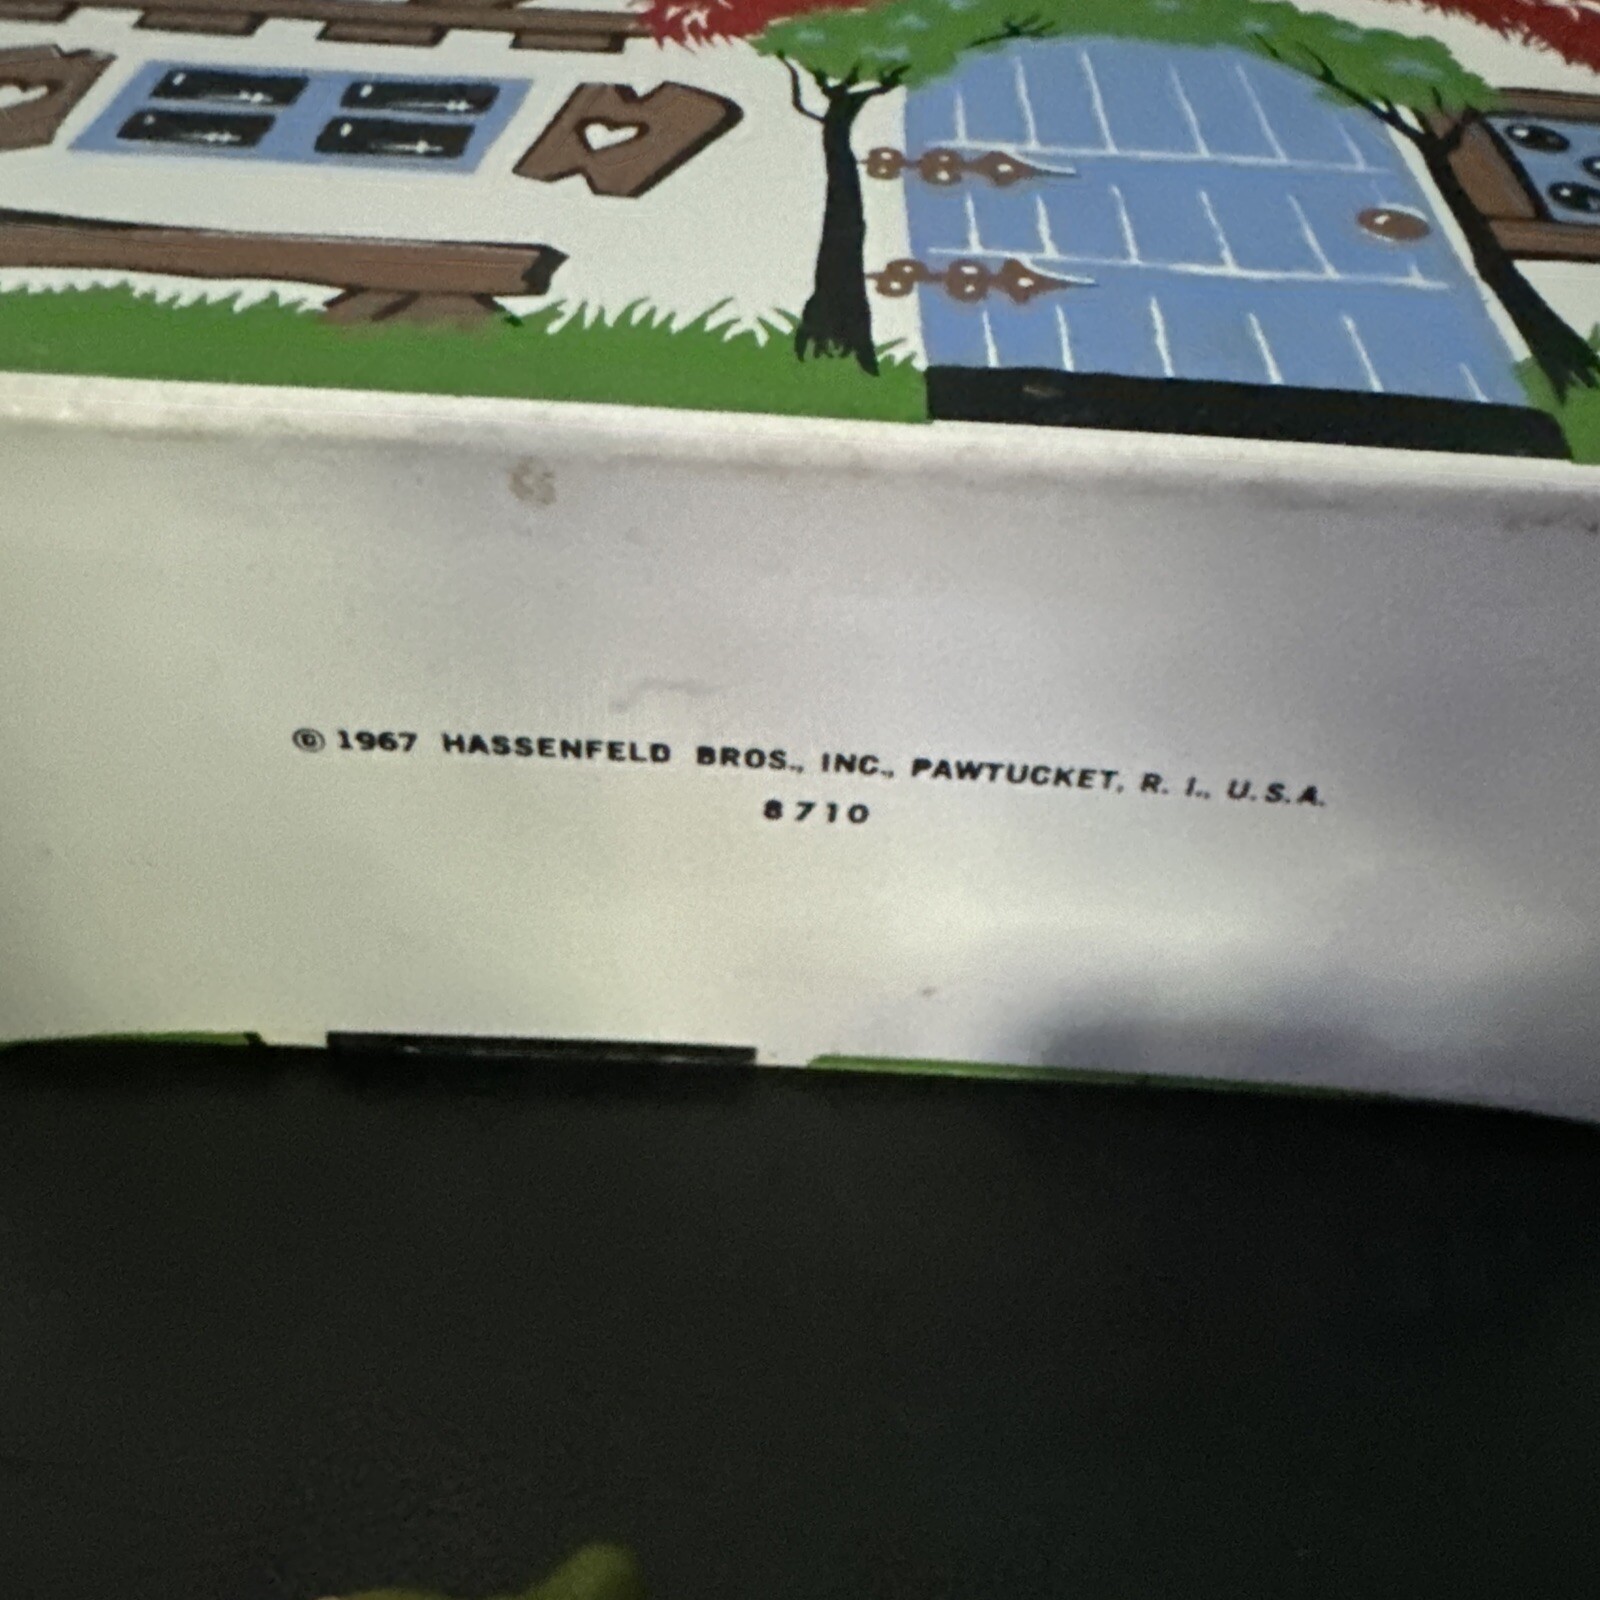 © 1967 HASSENFELD BROS., INC., PAWTUCKET, R. I., U.S.A.
8710